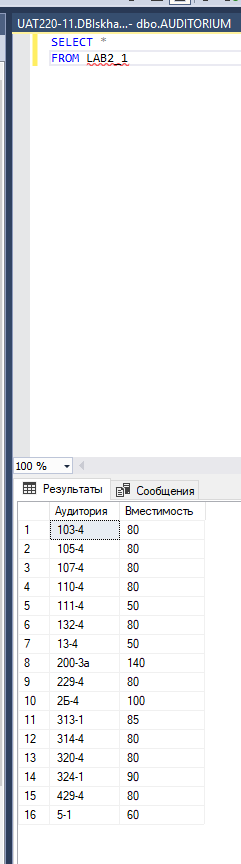 UAT220-11.DBIskha...- dbo.AUDITORIUM
SELECT *
FROM LAB2_1
100 %
Результаты Сообщения
Аудитория Вместимость
1 103-4 80
2 105-4 80
3 107-4 80
4 110-4 80
5 111-4 50
6 132-4 80
7 13-4 50
8 200-3а 140
9 229-4 80
10 2Б-4 100
11 313-1 85
12 314-4 80
13 320-4 80
14 324-1 90
15 429-4 80
16 5-1 60